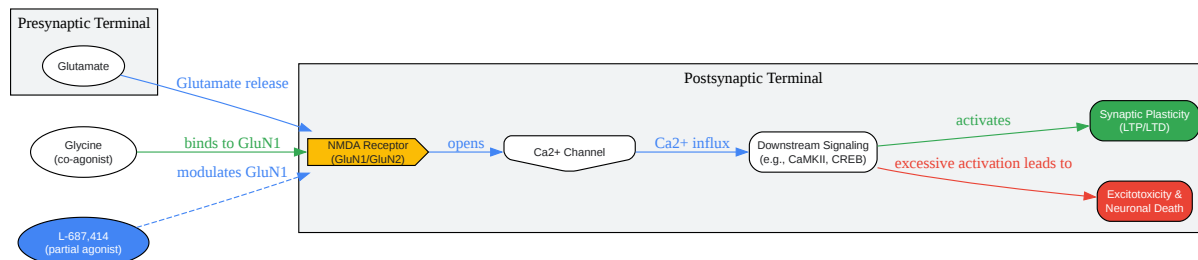 Presynaptic Terminal
Glutamate
Glutamate release
Postsynaptic Terminal
Glycine
(co-agonist)
binds to GluN1
modulates GluN1
L-687,414
(partial agonist)
NMDA Receptor
(GluN1/GluN2)
opens
Ca2+ Channel
Ca2+ influx
Downstream Signaling
(e.g., CaMKII, CREB)
activates
excessive activation leads to
Synaptic Plasticity
(LTP/LTD)
Excitotoxicity &
Neuronal Death